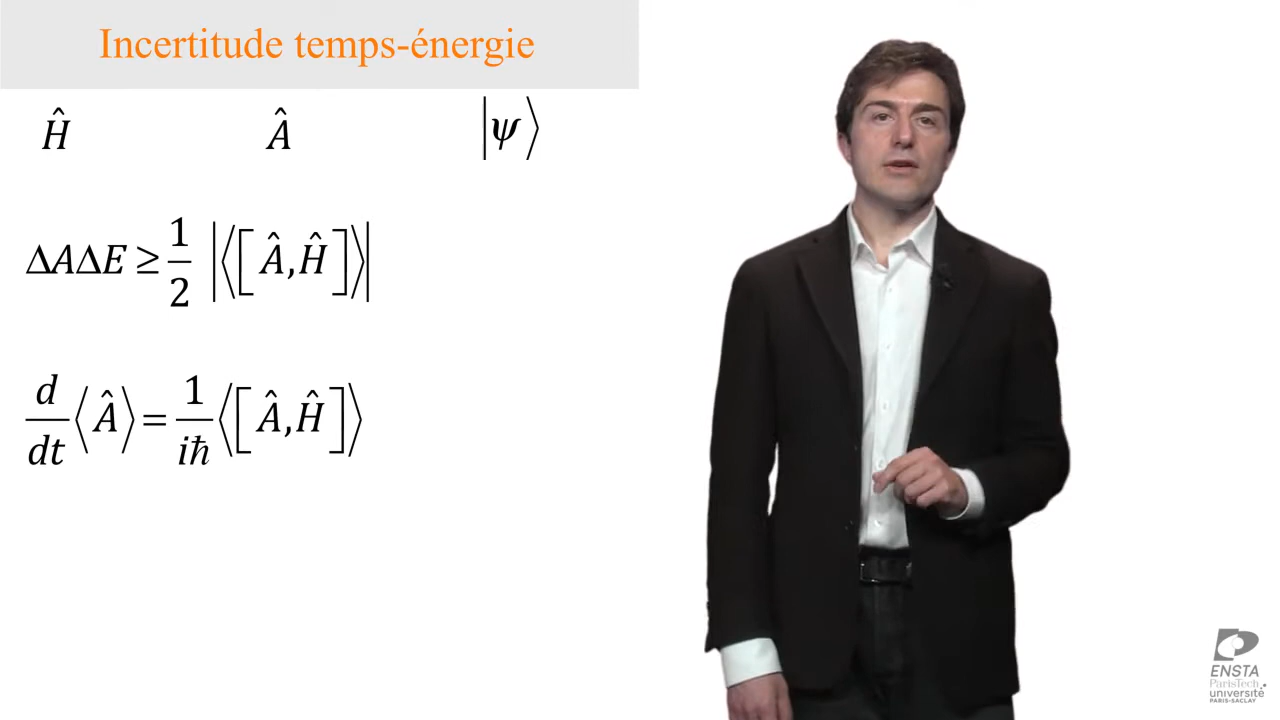 Incertitude temps-énergie
Ĥ Â |ψ⟩
ΔAΔE ≥ 1/2 |⟨[Â,Ĥ]⟩|
d/dt ⟨Â⟩ = 1/iħ ⟨[Â,Ĥ]⟩
ENSTA
ParisTech
université
PARIS-SACLAY